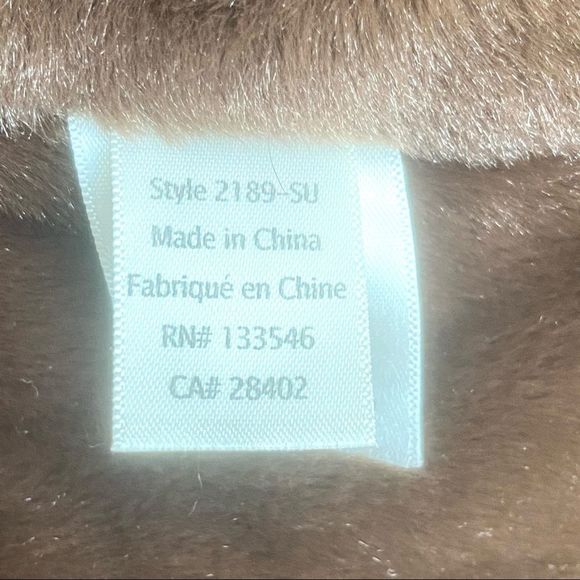 Style 2189-SU
Made in China
Fabriqué en Chine
RN# 133546
CA# 28402